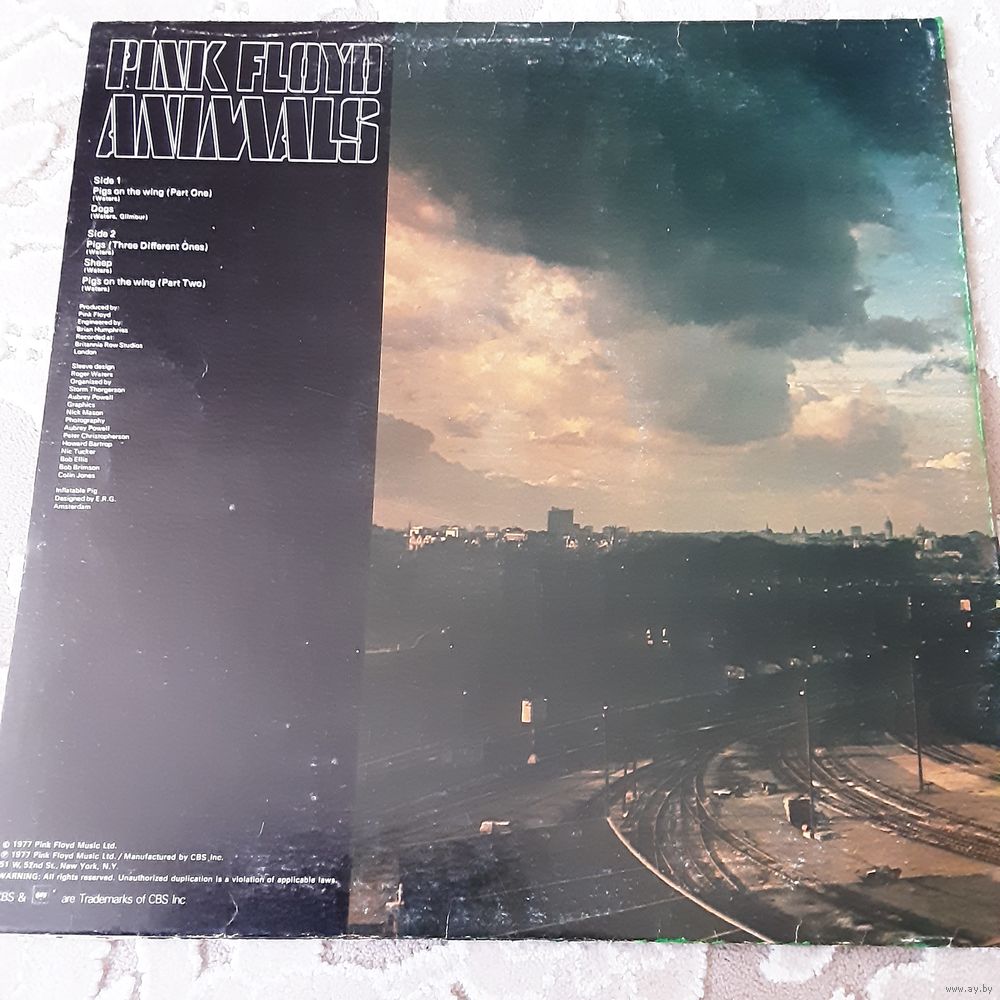 PINK FLOYD
ANIMALS
Side 1
Pigs on the wing (Part One)
(Waters)
Dogs
(Waters, Gilmour)
Side 2
Pigs (Three Different Ones)
(Waters)
Sheep
(Waters)
Pigs on the wing (Part Two)
(Waters)
Produced by:
Pink Floyd
Engineered by:
Brian Humphries
Recorded at:
Britannia Row Studios
London
Sleeve design
Roger Waters
Organized by
Storm Thorgerson
Aubrey Powell
Graphics
Nick Mason
Photography
Aubrey Powell
Peter Christopherson
Howard Bartrop
Nic Tucker
Bob Ellis
Bob Brimson
Colin Jones
Inflatable Pig
Designed by E.R.G.
Amsterdam
© 1977 Pink Floyd Music Ltd.
℗ 1977 Pink Floyd Music Ltd. / Manufactured by CBS Inc.
51 W. 52nd St., New York, N.Y.
WARNING: All rights reserved. Unauthorized duplication is a violation of applicable laws.
CBS & are Trademarks of CBS Inc
www.ay.by